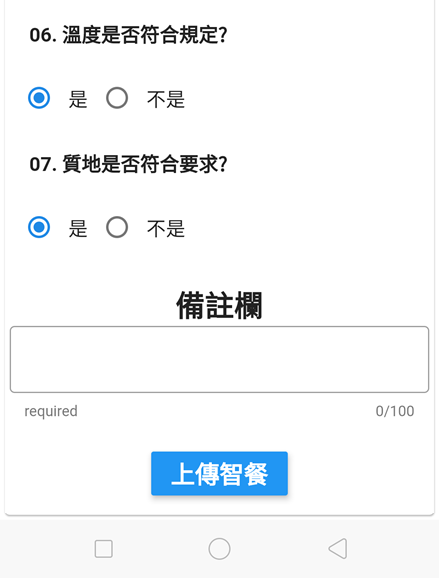 06. 溫度是否符合規定?
是 不是
07. 質地是否符合要求?
是 不是
備註欄
required 0/100
上傳智餐